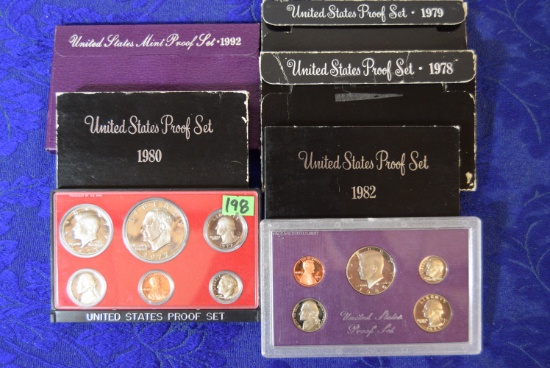 United States Mint Proof Set • 1992
United States Proof Set • 1979
United States Proof Set • 1978
United States Proof Set
1980
United States Proof Set
1982
198
UNITED STATES PROOF SET
LIBERTY
United States
Proof Set